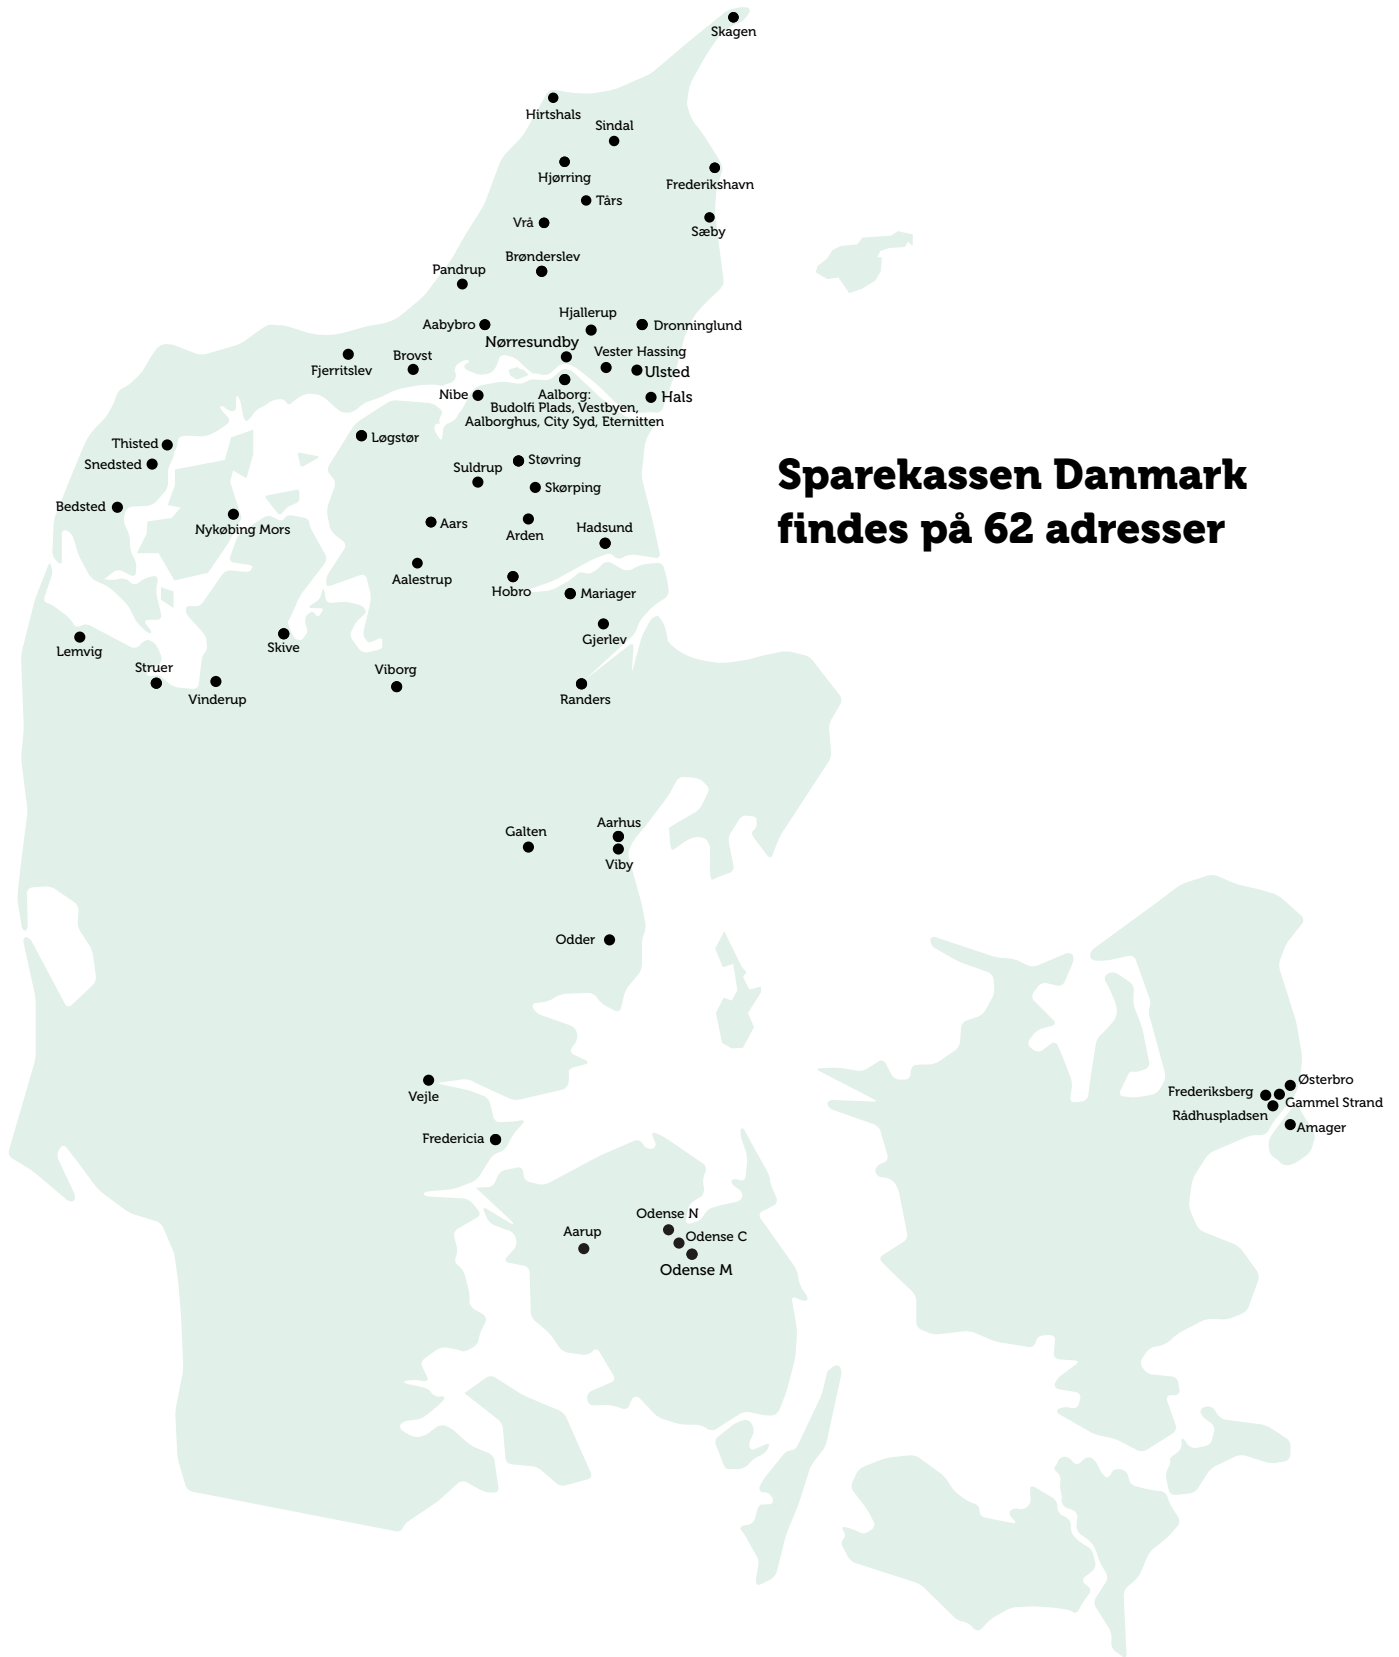 Skagen
Hirtshals
Sindal
Hjørring
Frederikshavn
Tårs
Vrå
Sæby
Brønderslev
Pandrup
Hjallerup
Aabybro
Dronninglund
Nørresundby
Vester Hassing
Brovst
Fjerritslev
Ulsted
Nibe
Aalborg:
Budolfi Plads, Vestbyen,
Aalborghus, City Syd, Eternitten
Hals
Løgstør
Thisted
Snedsted
Støvring
Suldrup
Skørping
Sparekassen Danmark
findes på 62 adresser
Bedsted
Nykøbing Mors
Aars
Arden
Hadsund
Aalestrup
Hobro
Mariager
Gjerlev
Lemvig
Skive
Struer
Viborg
Vinderup
Randers
Aarhus
Galten
Viby
Odder
Vejle
Østerbro
Frederiksberg
Gammel Strand
Rådhuspladsen
Amager
Fredericia
Odense N
Aarup
Odense C
Odense M